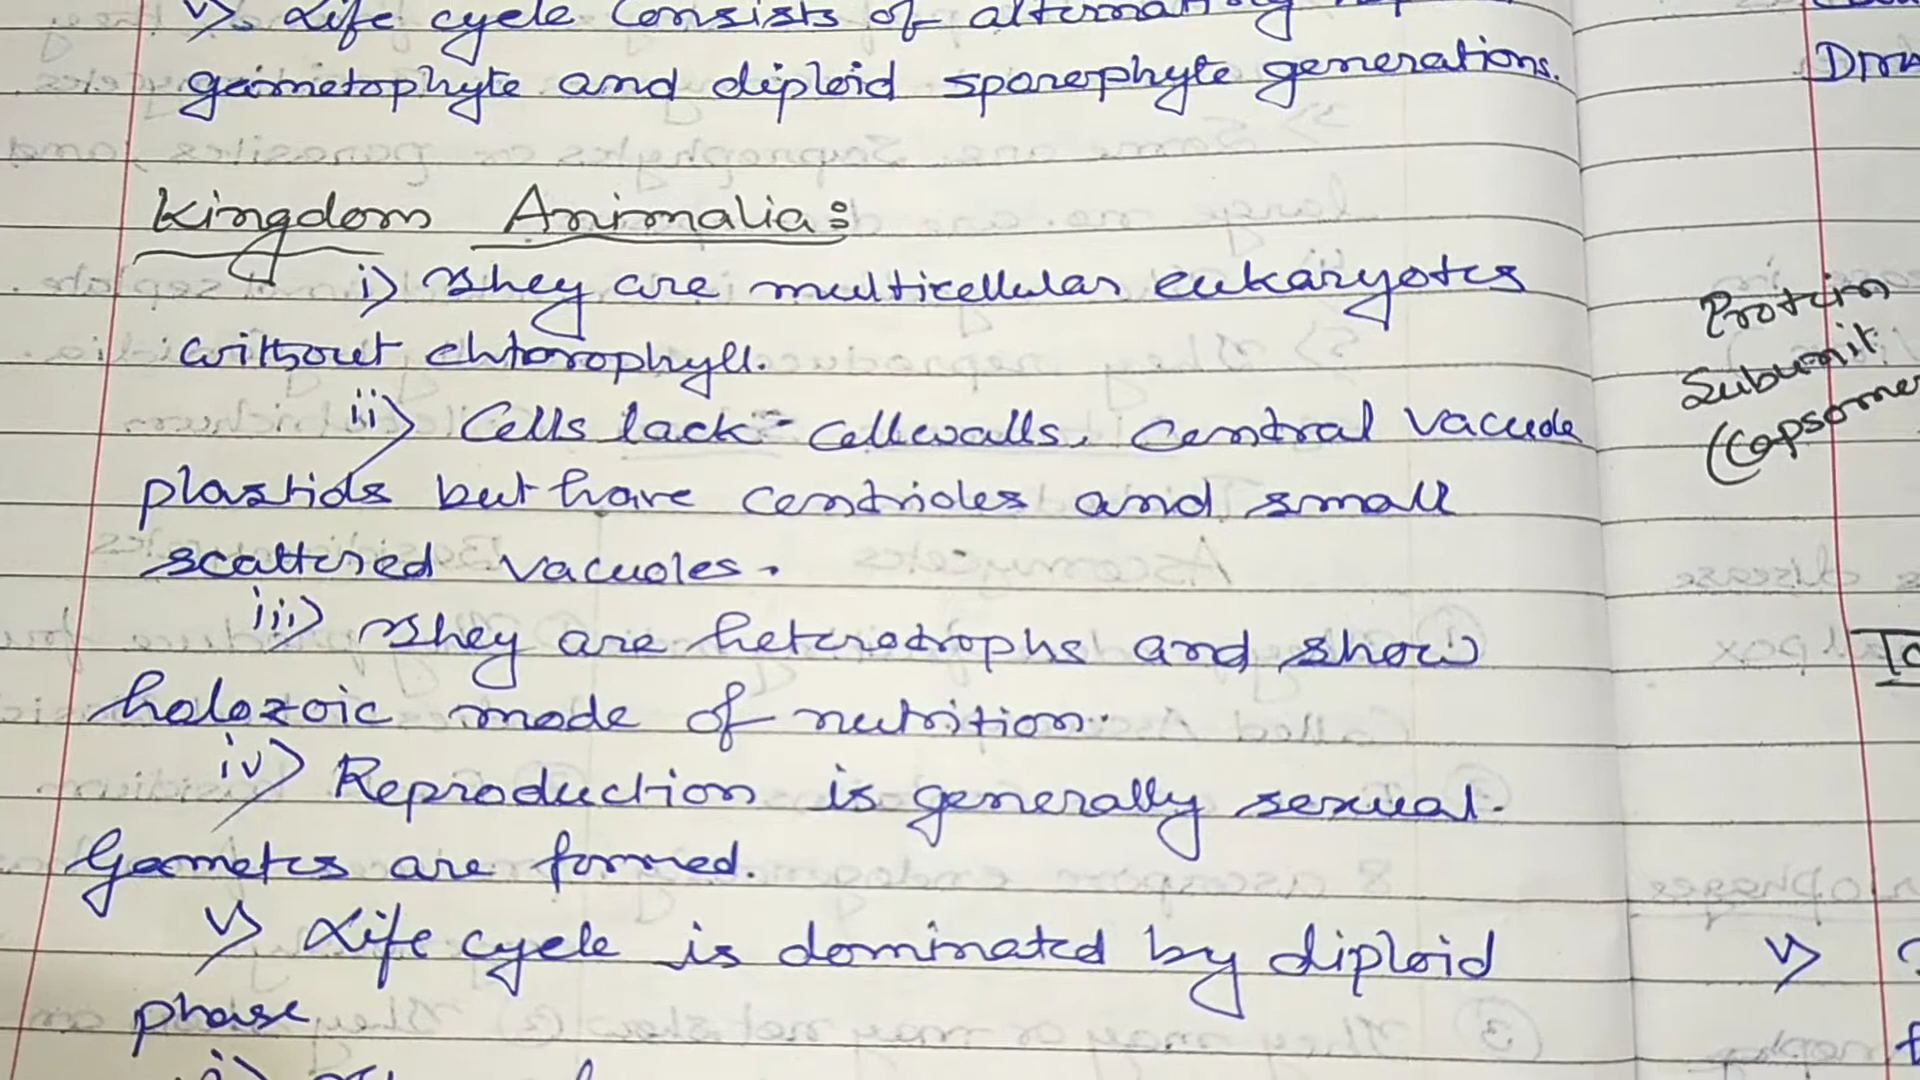 v) Life cycle consists of
gametophyte and diploid sporophyte generations.
Kingdom Animalia:
i) They are multicellular eukaryotes
without chlorophyll.
ii) Cells lack cellwalls, central vacuole
plastids but have centrioles and small
scattered vacuoles.
iii) They are heterotrophs and show
holozoic mode of nutrition.
iv) Reproduction is generally sexual.
Gametes are formed.
v) Life cycle is dominated by diploid
phase
Protein
Subunit
(Capsomer
v)